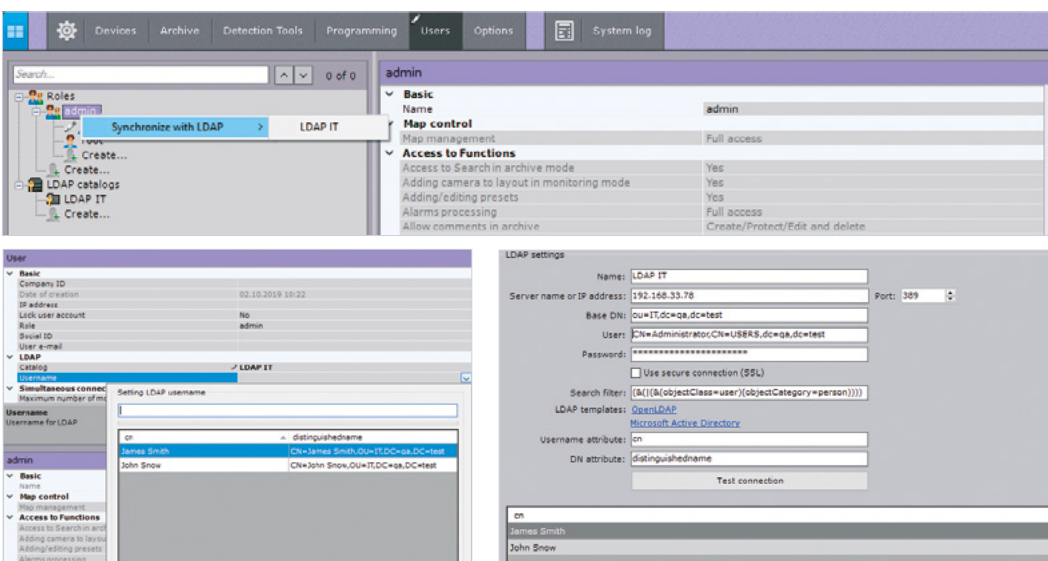 Devices Archive Detection Tools Programming Users Options System log
Search... 0 of 0
Roles
admin
Synchronize with LDAP > LDAP IT
Create...
Create...
LDAP catalogs
LDAP IT
Create...
admin
Basic
Name admin
Map control
Map management Full access
Access to Functions
Access to Search in archive mode Yes
Adding camera to layout in monitoring mode Yes
Adding/editing presets Yes
Alarms processing Full access
Allow comments in archive Create/Protect/Edit and delete
User
Basic
Company ID
Date of creation 02.10.2019 10:22
IP address
Lock user account No
Role admin
Social ID
User e-mail
LDAP
Catalog LDAP IT
Username
Simultaneous connec
Maximum number of mo
Username
Username for LDAP
admin
Basic
Name
Map control
Map management
Access to Functions
Access to Search in arch
Adding camera to layou
Adding/editing presets
Alarms processing
Setting LDAP username
cn distinguishedname
James Smith CN=James Smith,OU=IT,DC=qa,DC=test
John Snow CN=John Snow,OU=IT,DC=qa,DC=test
LDAP settings
Name: LDAP IT
Server name or IP address: 192.168.33.78 Port: 389
Base DN: ou=IT,dc=qa,dc=test
User: CN=Administrator,CN=USERS,dc=qa,dc=test
Password: ***********************
Use secure connection (SSL)
Search filter: (&(|(&(objectClass=user)(objectCategory=person))))
LDAP templates: OpenLDAP
Microsoft Active Directory
Username attribute: cn
DN attribute: distinguishedname
Test connection
cn
James Smith
John Snow